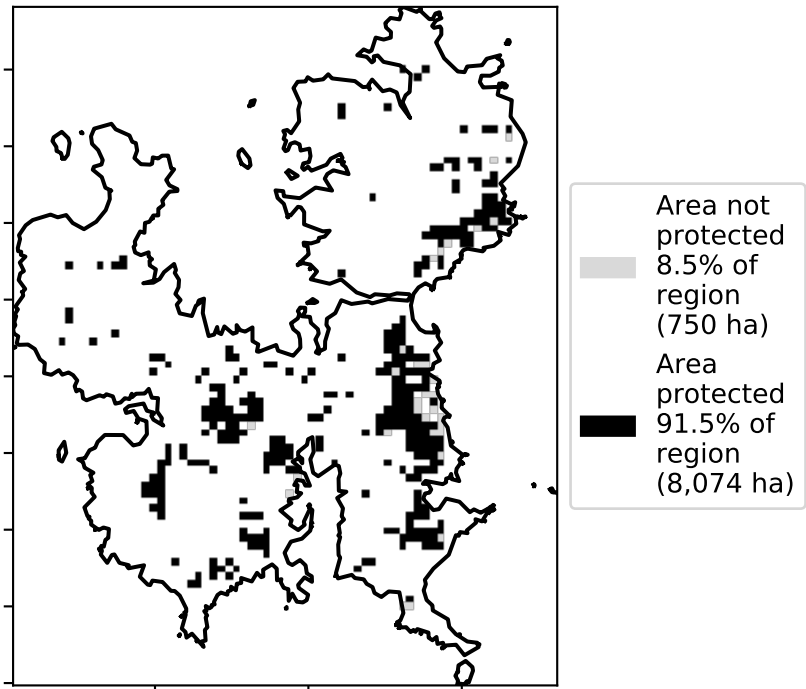 Area not
protected
8.5% of
region
(750 ha)
Area
protected
91.5% of
region
(8,074 ha)